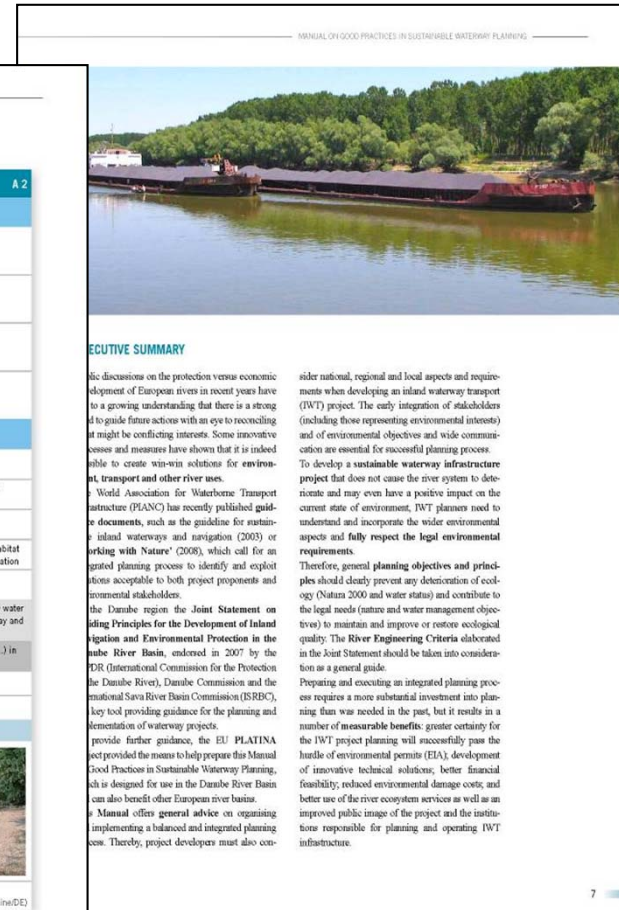 MANUAL ON GOOD PRACTICES IN SUSTAINABLE WATERWAY PLANNING
A 2
water
ay and
.) in
ine/DE)
ECUTIVE SUMMARY
lic discussions on the protection versus economic
elopment of European rivers in recent years have
to a growing understanding that there is a strong
d to guide future actions with an eye to reconciling
at might be conflicting interests. Some innovative
cesses and measures have shown that it is indeed
sible to create win-win solutions for environ-
nt, transport and other river uses.
World Association for Waterborne Transport
rastructure (PIANC) has recently published guid-
e documents, such as the guideline for sustain-
e inland waterways and navigation (2003) or
orking with Nature' (2008), which call for an
grated planning process to identify and exploit
tions acceptable to both project proponents and
ironmental stakeholders.
the Danube region the Joint Statement on
iding Principles for the Development of Inland
vigation and Environmental Protection in the
nube River Basin, endorsed in 2007 by the
PDR (International Commission for the Protection
the Danube River), Danube Commission and the
ernational Sava River Basin Commission (ISRBC),
key tool providing guidance for the planning and
lementation of waterway projects.
provide further guidance, the EU PLATINA
ject provided the means to help prepare this Manual
Good Practices in Sustainable Waterway Planning,
ich is designed for use in the Danube River Basin
can also benefit other European river basins.
s Manual offers general advice on organising
implementing a balanced and integrated planning
cess. Thereby, project developers must also con-
sider national, regional and local aspects and require-
ments when developing an inland waterway transport
(IWT) project. The early integration of stakeholders
(including those representing environmental interests)
and of environmental objectives and wide communi-
cation are essential for successful planning process.
To develop a sustainable waterway infrastructure
project that does not cause the river system to dete-
riorate and may even have a positive impact on the
current state of environment, IWT planners need to
understand and incorporate the wider environmental
aspects and fully respect the legal environmental
requirements.
Therefore, general planning objectives and princi-
ples should clearly prevent any deterioration of ecol-
ogy (Natura 2000 and water status) and contribute to
the legal needs (nature and water management objec-
tives) to maintain and improve or restore ecological
quality. The River Engineering Criteria elaborated
in the Joint Statement should be taken into considera-
tion as a general guide.
Preparing and executing an integrated planning proc-
ess requires a more substantial investment into plan-
ning than was needed in the past, but it results in a
number of measurable benefits: greater certainty for
the IWT project planning will successfully pass the
hurdle of environmental permits (EIA); development
of innovative technical solutions; better financial
feasibility; reduced environmental damage costs; and
better use of the river ecosystem services as well as an
improved public image of the project and the institu-
tions responsible for planning and operating IWT
infrastructure.
7